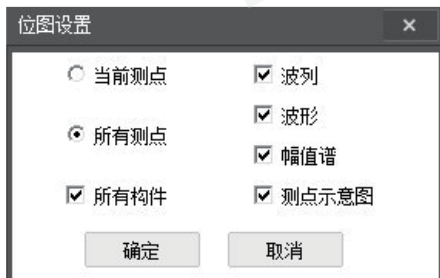 位图设置
当前测点
波列
波形
所有测点
幅值谱
所有构件
测点示意图
确定
取消